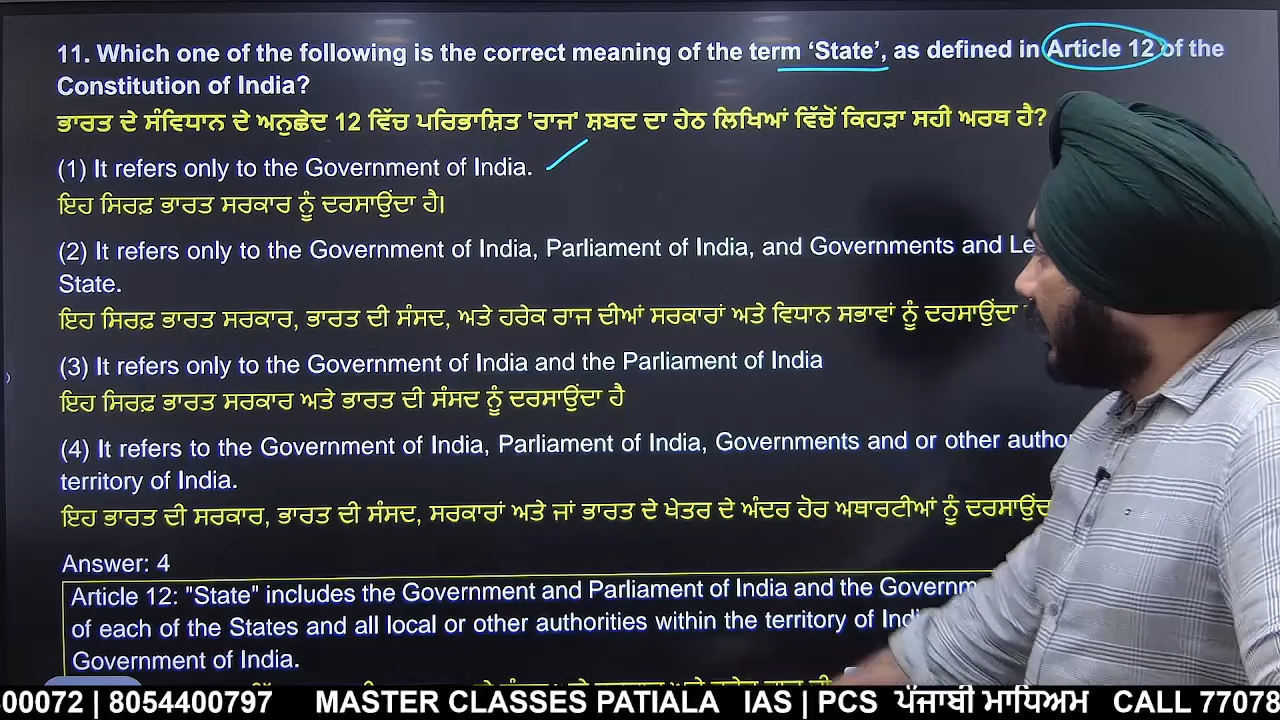 11. Which one of the following is the correct meaning of the term ‘State’, as defined in Article 12 of the
Constitution of India?
ਭਾਰਤ ਦੇ ਸੰਵਿਧਾਨ ਦੇ ਅਨੁਛੇਦ 12 ਵਿੱਚ ਪਰਿਭਾਸ਼ਿਤ 'ਰਾਜ' ਸ਼ਬਦ ਦਾ ਹੇਠ ਲਿਖਿਆਂ ਵਿੱਚੋਂ ਕਿਹੜਾ ਸਹੀ ਅਰਥ ਹੈ?
(1) It refers only to the Government of India.
ਇਹ ਸਿਰਫ਼ ਭਾਰਤ ਸਰਕਾਰ ਨੂੰ ਦਰਸਾਉਂਦਾ ਹੈ।
(2) It refers only to the Government of India, Parliament of India, and Governments and
State.
ਇਹ ਸਿਰਫ਼ ਭਾਰਤ ਸਰਕਾਰ, ਭਾਰਤ ਦੀ ਸੰਸਦ, ਅਤੇ ਹਰੇਕ ਰਾਜ ਦੀਆਂ ਸਰਕਾਰਾਂ ਅਤੇ ਵਿਧਾਨ ਸਭਾਵਾਂ ਨੂੰ ਦਰਸਾਉਂਦਾ
(3) It refers only to the Government of India and the Parliament of India
ਇਹ ਸਿਰਫ਼ ਭਾਰਤ ਸਰਕਾਰ ਅਤੇ ਭਾਰਤ ਦੀ ਸੰਸਦ ਨੂੰ ਦਰਸਾਉਂਦਾ ਹੈ
(4) It refers to the Government of India, Parliament of India, Governments and or other
territory of India.
ਇਹ ਭਾਰਤ ਦੀ ਸਰਕਾਰ, ਭਾਰਤ ਦੀ ਸੰਸਦ, ਸਰਕਾਰਾਂ ਅਤੇ ਜਾਂ ਭਾਰਤ ਦੇ ਖੇਤਰ ਦੇ ਅੰਦਰ ਹੋਰ ਅਥਾਰਟੀਆਂ ਨੂੰ
Answer: 4
Article 12: "State" includes the Government and Parliament of India and the
of each of the States and all local or other authorities within the territory of
Government of India.
00072 | 8054400797 MASTER CLASSES PATIALA IAS | PCS ਪੰਜਾਬੀ ਮਾਧਿਅਮ CALL 77078